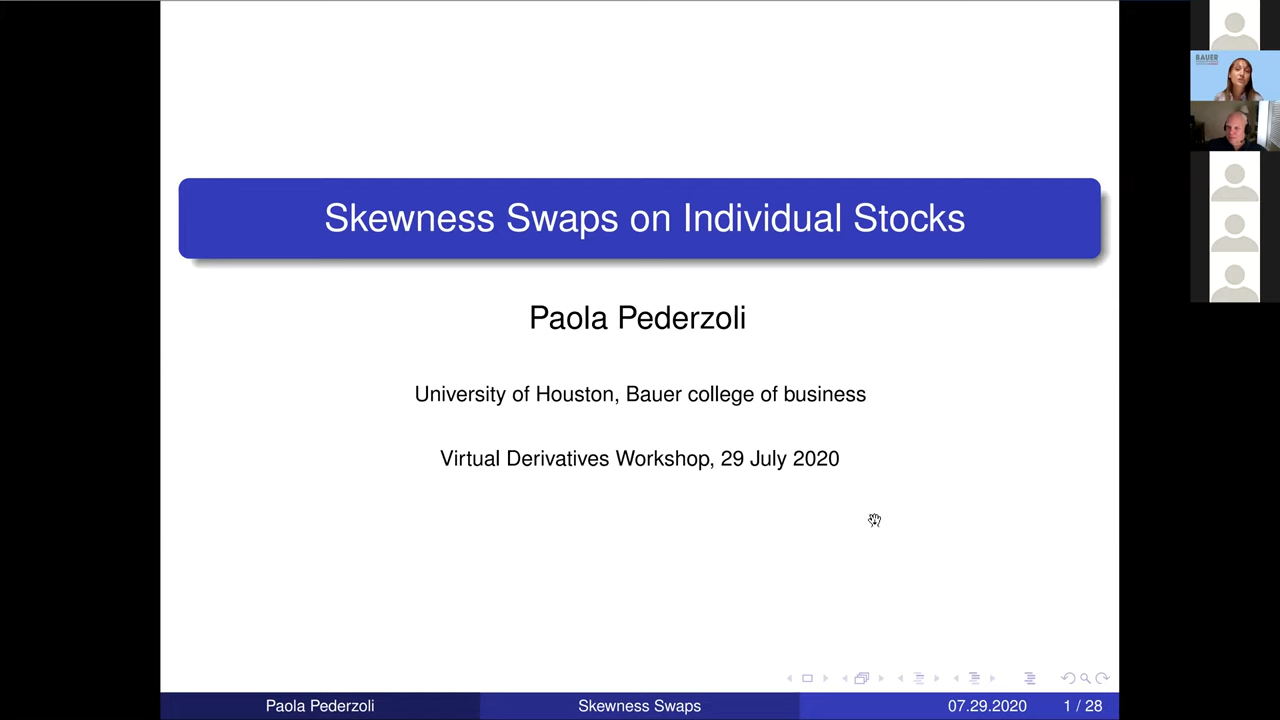 Skewness Swaps on Individual Stocks
Paola Pederzoli
University of Houston, Bauer college of business
Virtual Derivatives Workshop, 29 July 2020
Paola Pederzoli
Skewness Swaps
07.29.2020
1 / 28
BAUER